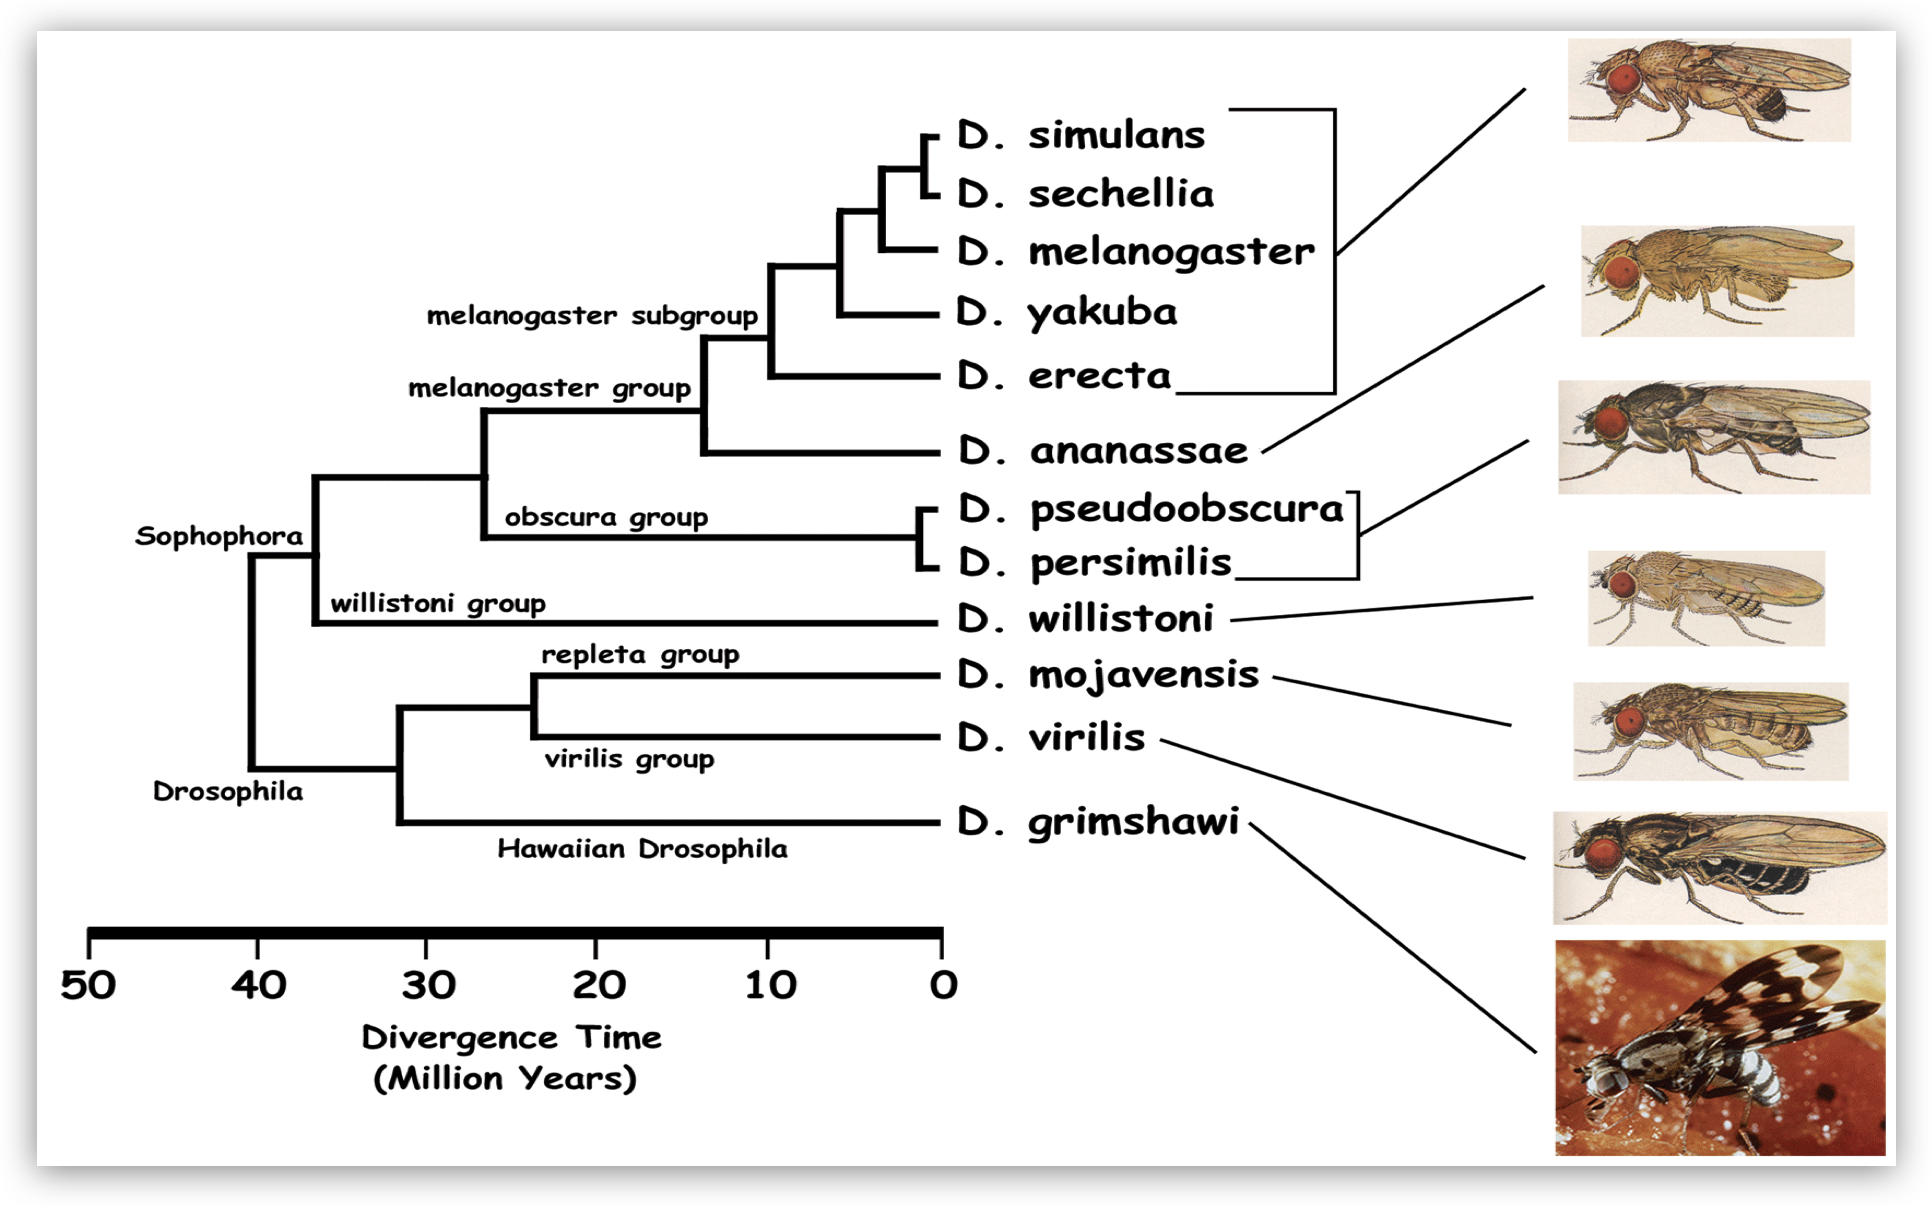 D. simulans
D. sechellia
D. melanogaster
melanogaster subgroup
D. yakuba
melanogaster group
D. erecta
D. ananassae
obscura group
D. pseudoobscura
Sophophora
D. persimilis
willistoni group
D. willistoni
repleta group
D. mojavensis
D. virilis
virilis group
Drosophila
D. grimshawi
Hawaiian Drosophila
50 40 30 20 10 0
Divergence Time
(Million Years)